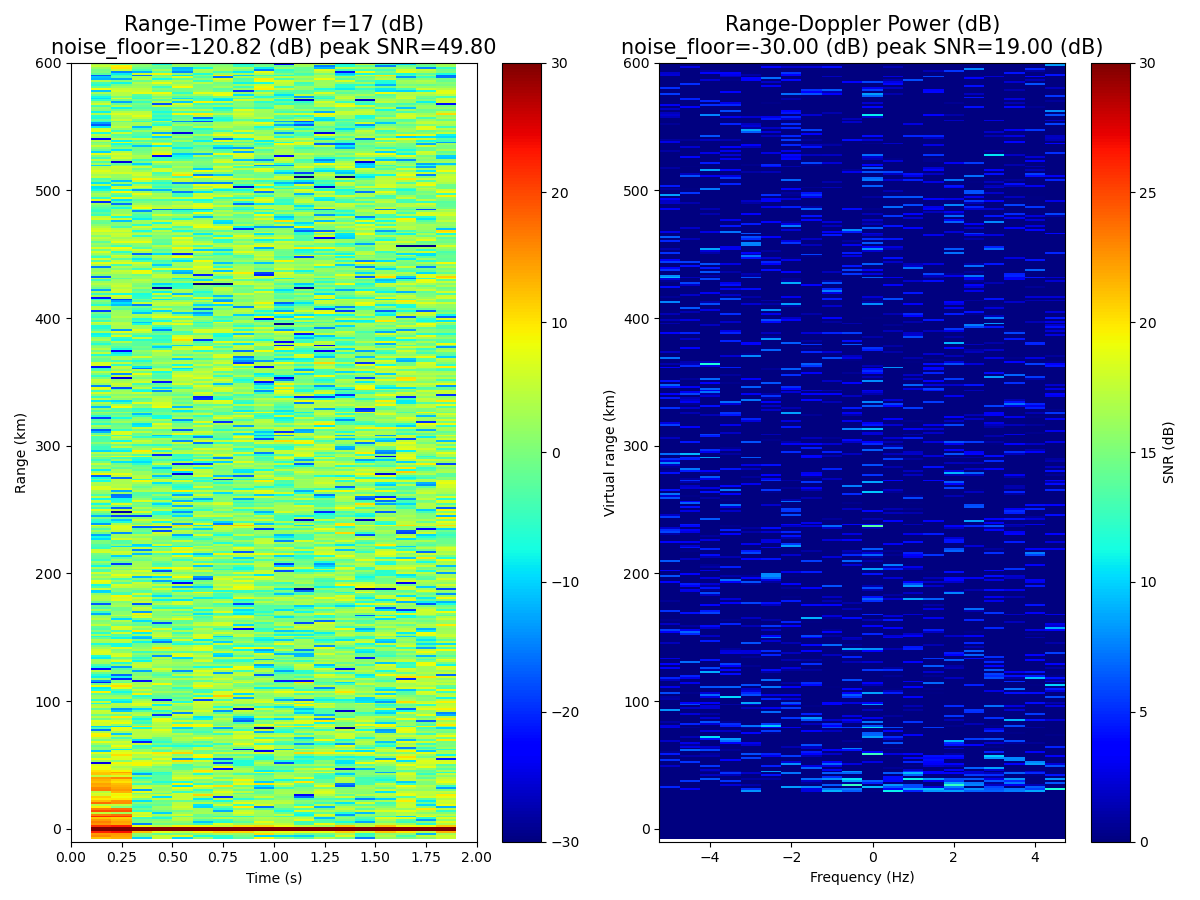 Range-Time Power f=17 (dB)
noise_floor=-120.82 (dB) peak SNR=49.80
Range-Doppler Power (dB)
noise_floor=-30.00 (dB) peak SNR=19.00 (dB)
600
500
400
300
200
100
0
Range (km)
0.00 0.25 0.50 0.75 1.00 1.25 1.50 1.75 2.00
Time (s)
30
20
10
0
−10
−20
−30
600
500
400
300
200
100
0
Virtual range (km)
−4 −2 0 2 4
Frequency (Hz)
30
25
20
15
10
5
0
SNR (dB)